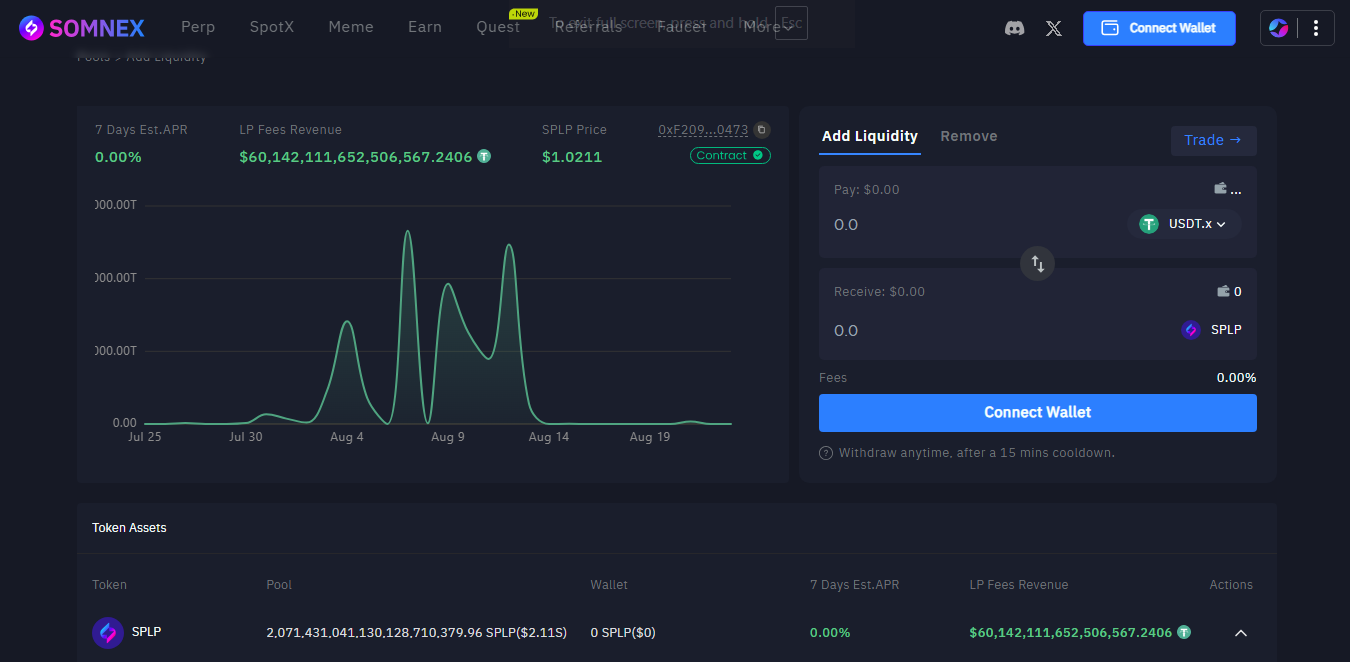 SOMNEX Perp SpotX Meme Earn Quest New Referrals Faucet More Connect Wallet
To exit full screen, press and hold Esc
Pools > Add Liquidity
7 Days Est.APR LP Fees Revenue SPLP Price 0xF209...0473
0.00% $60,142,111,652,506,567.2406 $1.0211 Contract
00.00T
000.00T
000.00T
0.00
Jul 25 Jul 30 Aug 4 Aug 9 Aug 14 Aug 19
Add Liquidity Remove Trade →
Pay: $0.00 ...
0.0 USDT.x
Receive: $0.00 0
0.0 SPLP
Fees 0.00%
Connect Wallet
? Withdraw anytime, after a 15 mins cooldown.
Token Assets
Token Pool Wallet 7 Days Est.APR LP Fees Revenue Actions
SPLP 2,071,431,041,130,128,710,379.96 SPLP($2.11S) 0 SPLP($0) 0.00% $60,142,111,652,506,567.2406